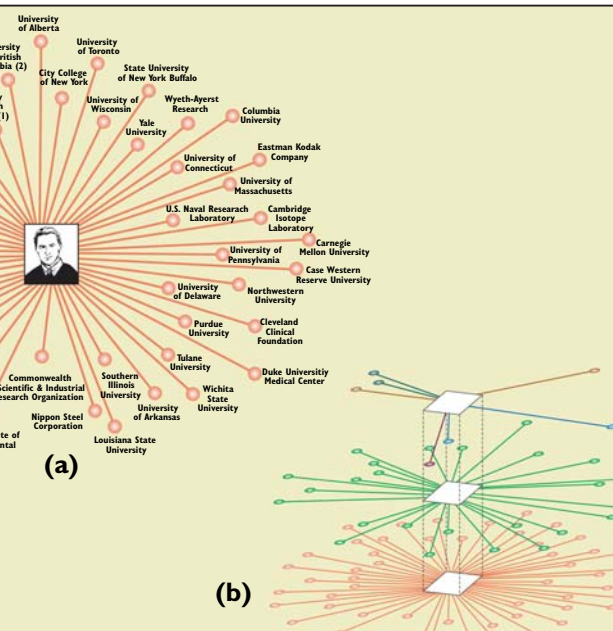 University
of Alberta
University
of Toronto
(2)
City College
of New York
State University
of New York Buffalo
(1)
University of
Wisconsin
Wyeth-Ayerst
Research
Yale
University
Columbia
University
Eastman Kodak
Company
University of
Connecticut
University of
Massachusetts
U.S. Naval Researach
Laboratory
Cambridge
Isotope
Laboratory
Carnegie
Mellon University
University of
Pennsylvania
Case Western
Reserve University
University
of Delaware
Northwestern
University
Purdue
University
Cleveland
Clinical
Foundation
Tulane
University
Duke Universitiy
Medical Center
Commonwealth
Scientific & Industrial
Research Organization
Southern
Illinois
University
University
of Arkansas
Wichita
State
University
Nippon Steel
Corporation
Louisiana State
University
(a)
(b)